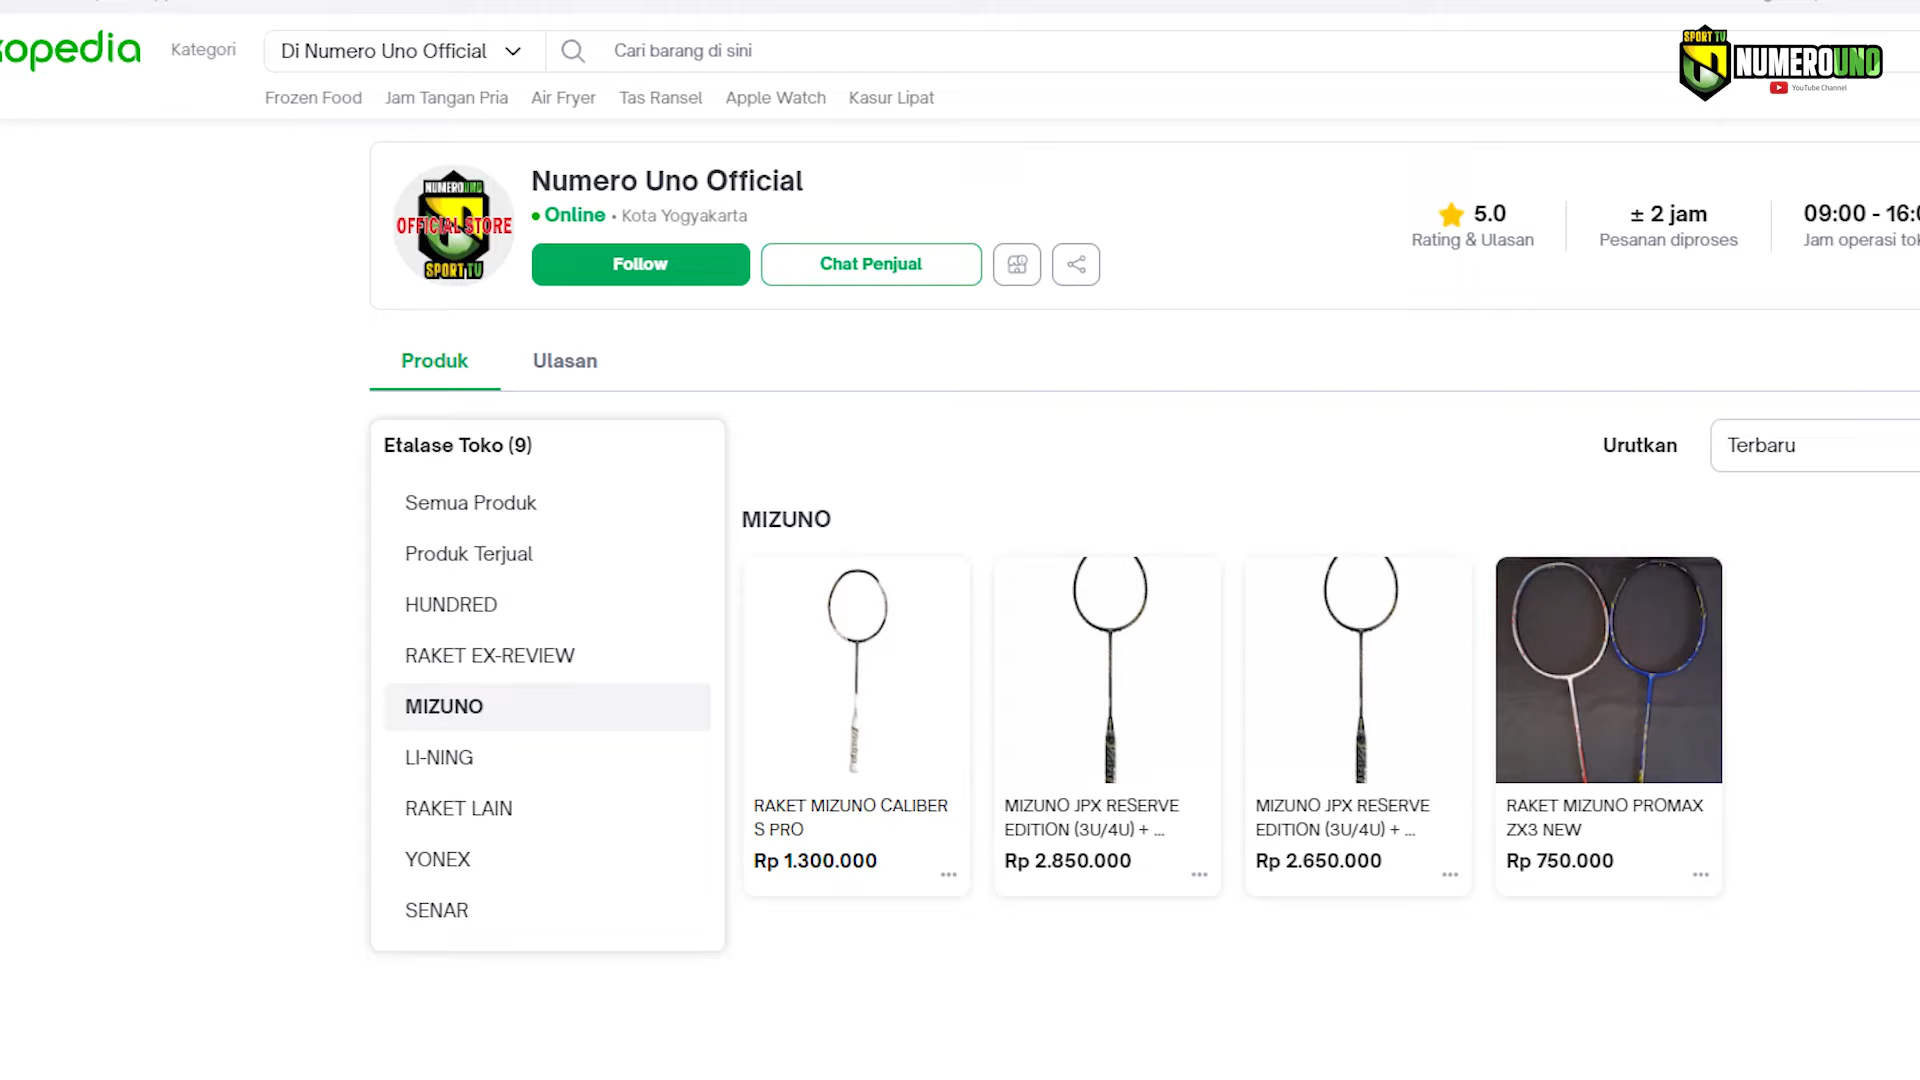 opedia
Kategori
Di Numero Uno Official
Cari barang di sini
SPORT TV
NUMEROUNO
YouTube Channel
Frozen Food
Jam Tangan Pria
Air Fryer
Tas Ransel
Apple Watch
Kasur Lipat
NUMEROUNO
OFFICIAL STORE
SPORT TV
Numero Uno Official
Online • Kota Yogyakarta
Follow
Chat Penjual
5.0
Rating & Ulasan
± 2 jam
Pesanan diproses
09:00 - 16:0
Jam operasi tok
Produk
Ulasan
Etalase Toko (9)
Semua Produk
Produk Terjual
HUNDRED
RAKET EX-REVIEW
MIZUNO
LI-NING
RAKET LAIN
YONEX
SENAR
Urutkan
Terbaru
MIZUNO
RAKET MIZUNO CALIBER
S PRO
Rp 1.300.000
MIZUNO JPX RESERVE
EDITION (3U/4U) + ...
Rp 2.850.000
MIZUNO JPX RESERVE
EDITION (3U/4U) + ...
Rp 2.650.000
RAKET MIZUNO PROMAX
ZX3 NEW
Rp 750.000